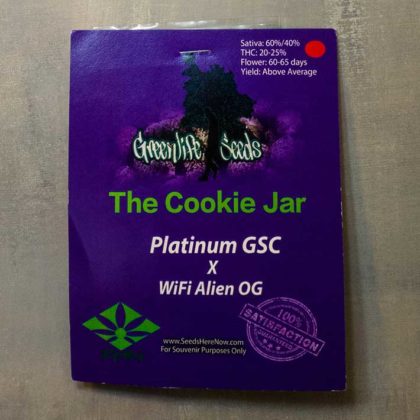 Sativa: 60%/40%
THC: 20-25%
Flower: 60-65 days
Yield: Above Average
Greenlife Seeds
The Cookie Jar
Platinum GSC
X
WiFi Alien OG
100%
SATISFACTION
GUARANTEED
www.SeedsHereNow.com
For Souvenir Purposes Only